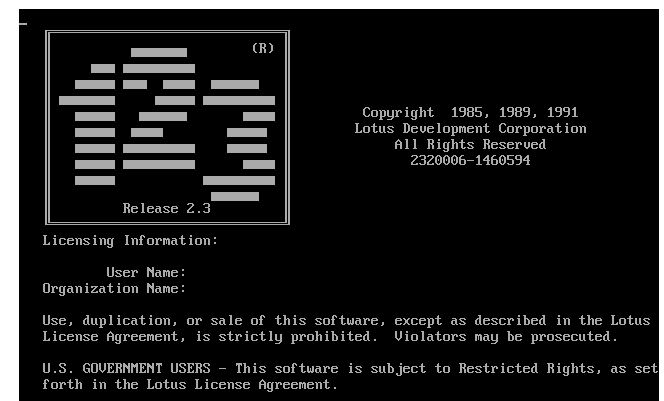 (R)
123
Release 2.3
Copyright  1985, 1989, 1991
Lotus Development Corporation
All Rights Reserved
2320006-1460594
Licensing Information:
User Name:
Organization Name:
Use, duplication, or sale of this software, except as described in the Lotus
License Agreement, is strictly prohibited.  Violators may be prosecuted.
U.S. GOVERNMENT USERS - This software is subject to Restricted Rights, as set
forth in the Lotus License Agreement.